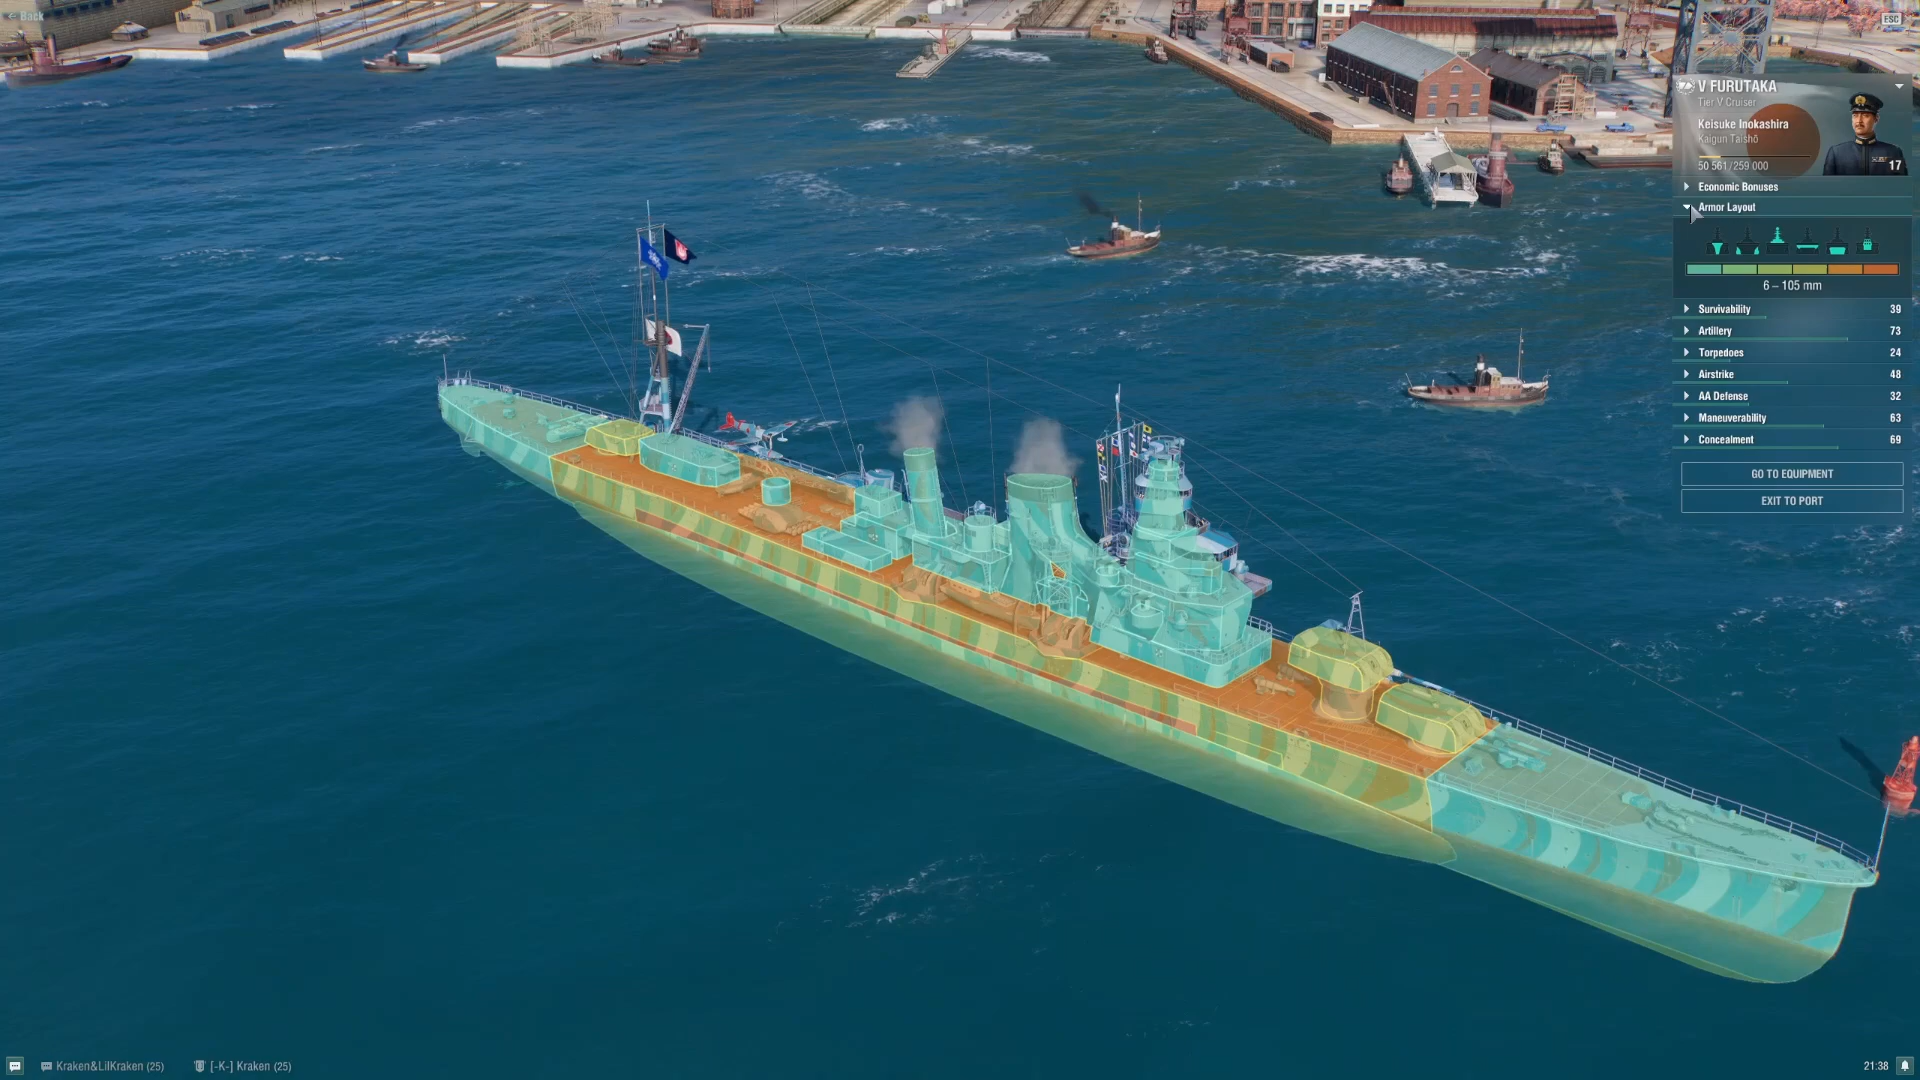 Back
ESC
V FURUTAKA
Tier V Cruiser
Keisuke Inokashira
Kaigun Taishō
50 561/259 000
17
Economic Bonuses
Armor Layout
6 – 105 mm
Survivability 39
Artillery 73
Torpedoes 24
Airstrike 48
AA Defense 32
Maneuverability 63
Concealment 69
GO TO EQUIPMENT
EXIT TO PORT
Kraken&LilKraken (25)
[-K-] Kraken (25)
21:38